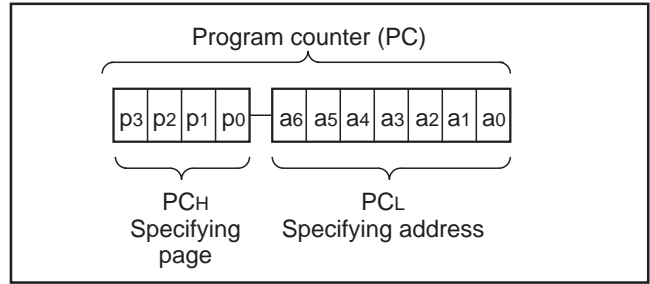 Program counter (PC)
p3 p2 p1 p0 a6 a5 a4 a3 a2 a1 a0
PCH PCL
Specifying page Specifying address